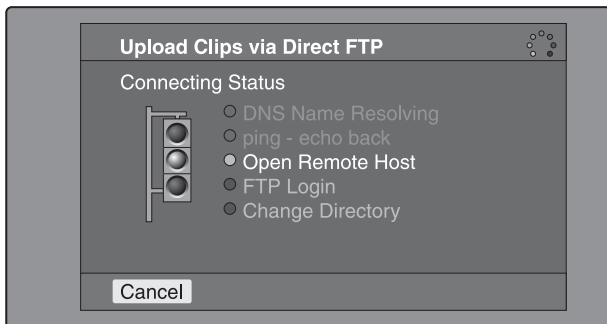 Upload Clips via Direct FTP
Connecting Status
DNS Name Resolving
ping - echo back
Open Remote Host
FTP Login
Change Directory
Cancel